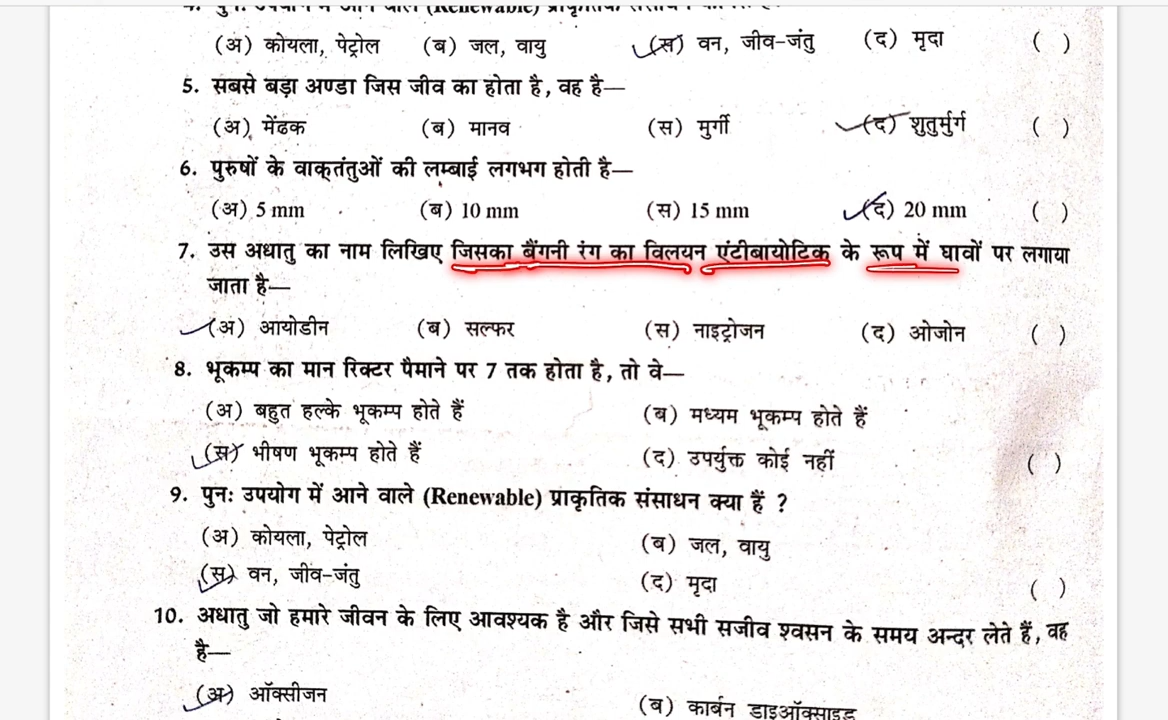 (अ) कोयला, पेट्रोल (ब) जल, वायु (स) वन, जीव-जंतु (द) मृदा ( )
5. सबसे बड़ा अण्डा जिस जीव का होता है, वह है—
(अ) मेंढक (ब) मानव (स) मुर्गी (द) शुतुर्मुर्ग ( )
6. पुरुषों के वाक्‌तंतुओं की लम्बाई लगभग होती है—
(अ) 5 mm (ब) 10 mm (स) 15 mm (द) 20 mm ( )
7. उस अधातु का नाम लिखिए जिसका बैंगनी रंग का विलयन एंटीबायोटिक के रूप में घावों पर लगाया
जाता है—
(अ) आयोडीन (ब) सल्फर (स) नाइट्रोजन (द) ओजोन ( )
8. भूकम्प का मान रिक्टर पैमाने पर 7 तक होता है, तो वे—
(अ) बहुत हल्के भूकम्प होते हैं (ब) मध्यम भूकम्प होते हैं
(स) भीषण भूकम्प होते हैं (द) उपर्युक्त कोई नहीं ( )
9. पुनः उपयोग में आने वाले (Renewable) प्राकृतिक संसाधन क्या हैं ?
(अ) कोयला, पेट्रोल (ब) जल, वायु
(स) वन, जीव-जंतु (द) मृदा ( )
10. अधातु जो हमारे जीवन के लिए आवश्यक है और जिसे सभी सजीव श्वसन के समय अन्दर लेते हैं, वह
है—
(अ) ऑक्सीजन (ब) कार्बन डाइऑक्साइड